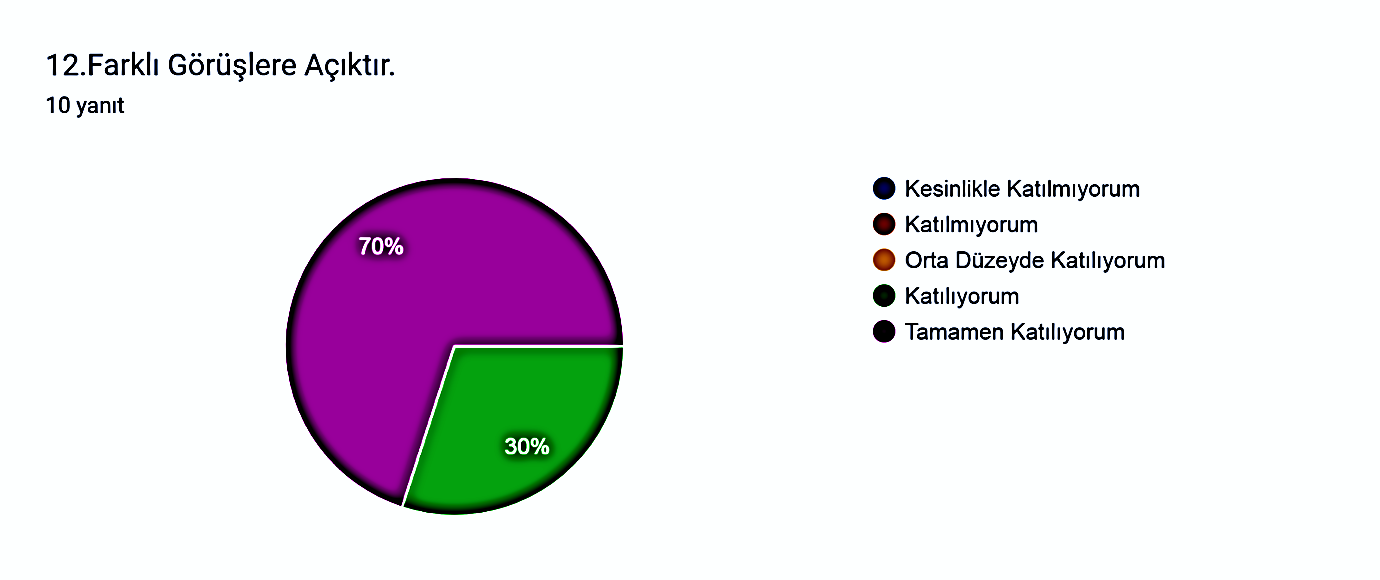 12.Farklı Görüşlere Açıktır.
10 yanıt
70%
30%
Kesinlikle Katılmıyorum
Katılmıyorum
Orta Düzeyde Katılıyorum
Katılıyorum
Tamamen Katılıyorum